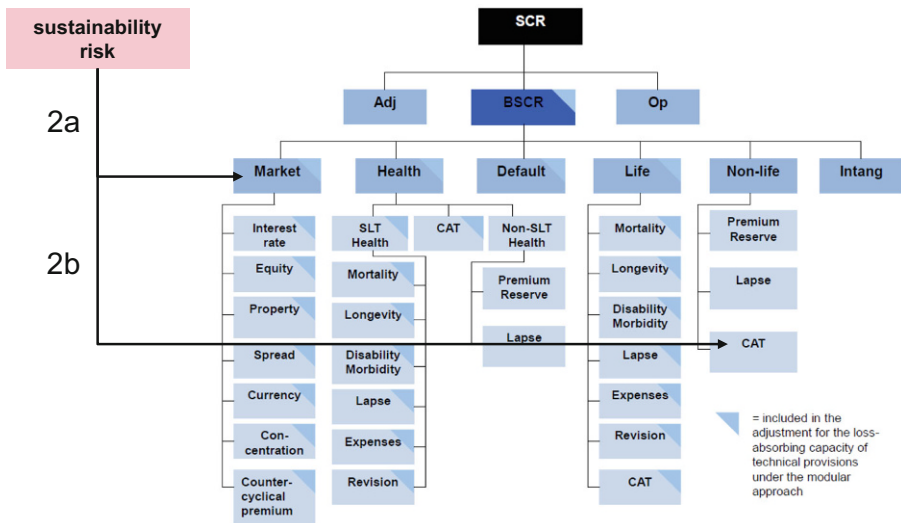 sustainability
risk
SCR
Adj
BSCR
Op
2a
Market
Health
Default
Life
Non-life
Intang
Interest
rate
SLT
Health
CAT
Non-SLT
Health
Mortality
Premium
Reserve
2b
Equity
Mortality
Premium
Reserve
Longevity
Lapse
Property
Longevity
Lapse
Disability
Morbidity
CAT
Spread
Disability
Morbidity
Lapse
Currency
Lapse
Expenses
Con-
centration
Expenses
Revision
Counter-
cyclical
premium
Revision
CAT
= included in the
adjustment for the loss-
absorbing capacity of
technical provisions
under the modular
approach